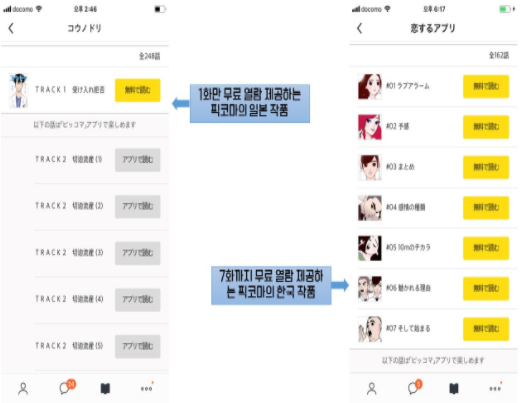 docomo 오후 2:46
コウノドリ
全248話
TRACK 1 受け入れ拒否 無料で読む
以下の話は「ピッコマ」アプリで楽しめます
TRACK 2 切迫流産 (1) アプリで読む
TRACK 2 切迫流産 (2) アプリで読む
TRACK 2 切迫流産 (3) アプリで読む
TRACK 2 切迫流産 (4) アプリで読む
TRACK 2 切迫流産 (5) アプリで読む
1화만 무료 열람 제공하는
픽코마의 일본 작품
7화까지 무료 열람 제공하
는 픽코마의 한국 작품
docomo 오후 6:17
恋するアプリ
全162話
#01 ラブアラーム 無料で読む
#02 予感 無料で読む
#03 まとめ 無料で読む
#04 感情の種類 無料で読む
#05 10mのチカラ 無料で読む
#06 魅かれる理由 無料で読む
#07 そして始まる 無料で読む
以下の話は「ピッコマ」アプリで楽しめます